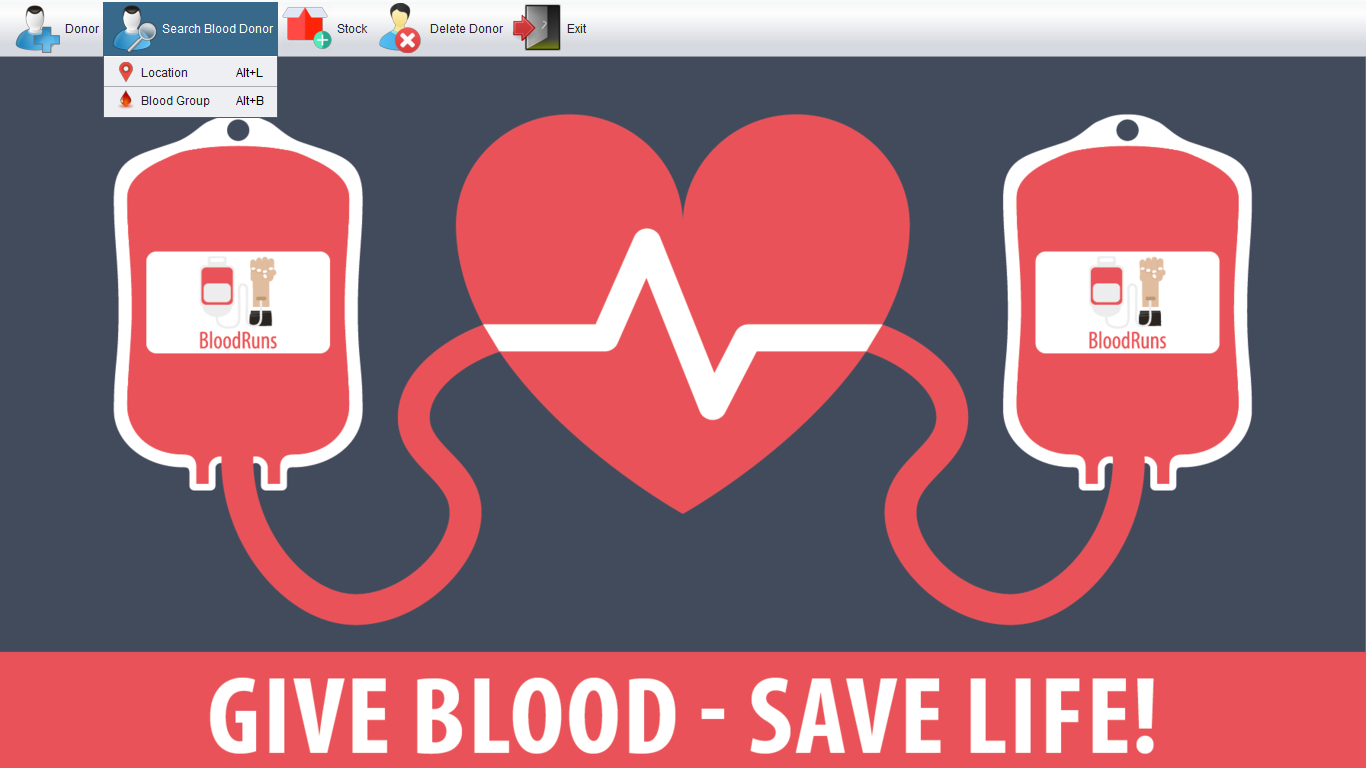 Donor Search Blood Donor Stock Delete Donor Exit
Location Alt+L
Blood Group Alt+B
BloodRuns BloodRuns
GIVE BLOOD - SAVE LIFE!